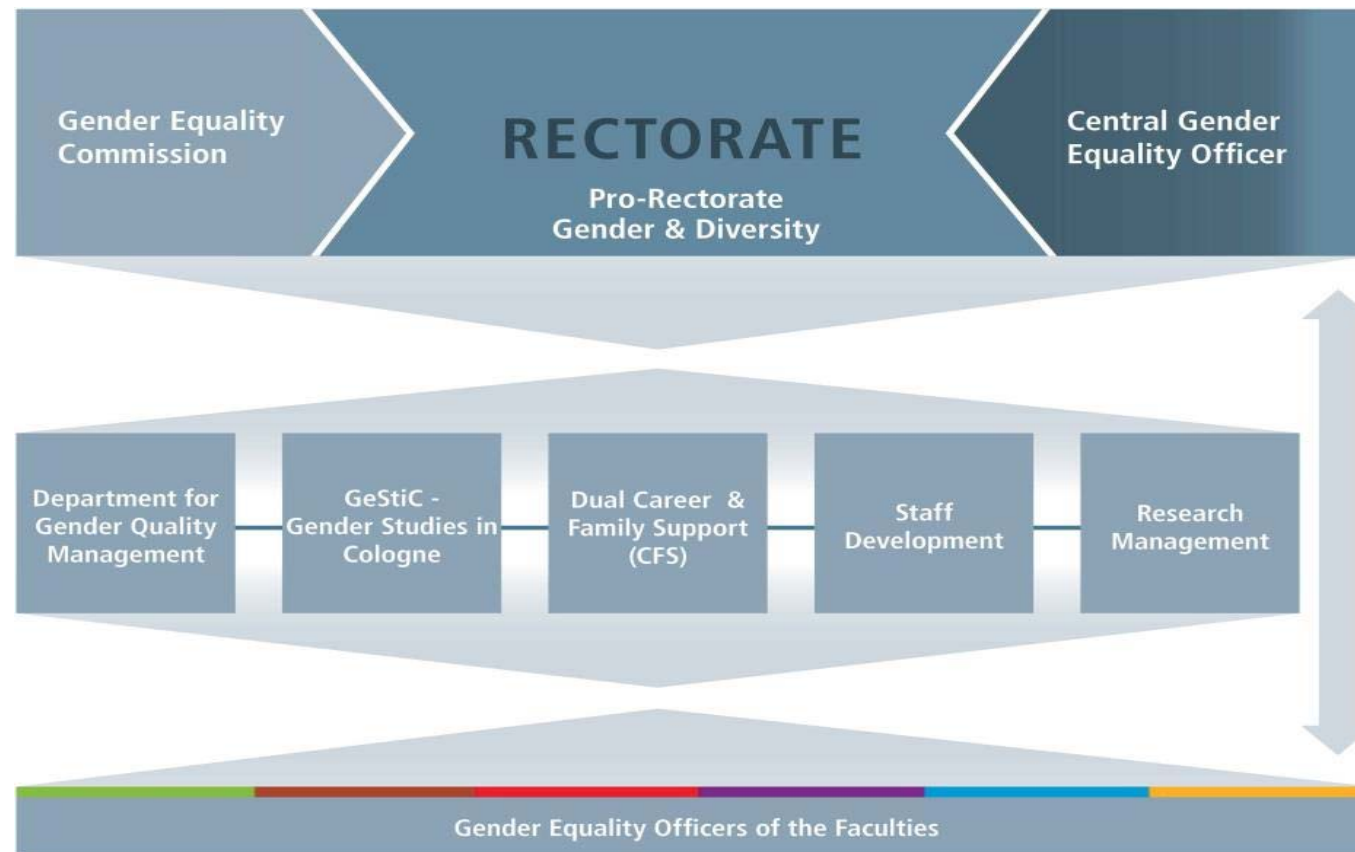 Gender Equality
Commission
RECTORATE
Pro-Rectorate
Gender & Diversity
Central Gender
Equality Officer
Department for
Gender Quality
Management
GeStiC -
Gender Studies in
Cologne
Dual Career & 
Family Support
(CFS)
Staff
Development
Research
Management
Gender Equality Officers of the Faculties